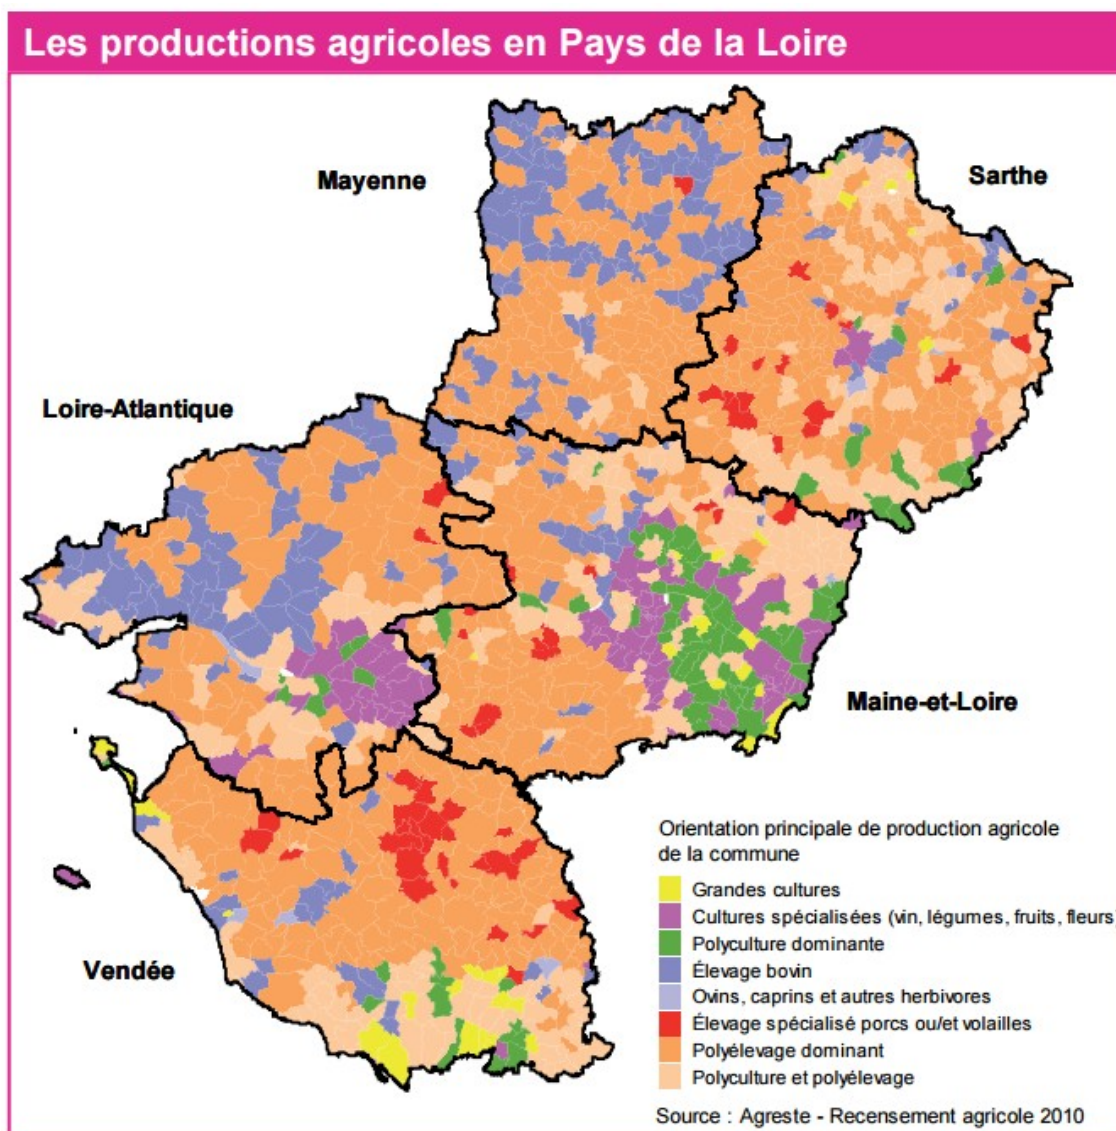 Les productions agricoles en Pays de la Loire
Mayenne
Sarthe
Loire-Atlantique
Maine-et-Loire
Vendée
Orientation principale de production agricole
de la commune
Grandes cultures
Cultures spécialisées (vin, légumes, fruits, fleurs)
Polyculture dominante
Élevage bovin
Ovins, caprins et autres herbivores
Élevage spécialisé porcs ou/et volailles
Polyélevage dominant
Polyculture et polyélevage
Source : Agreste - Recensement agricole 2010